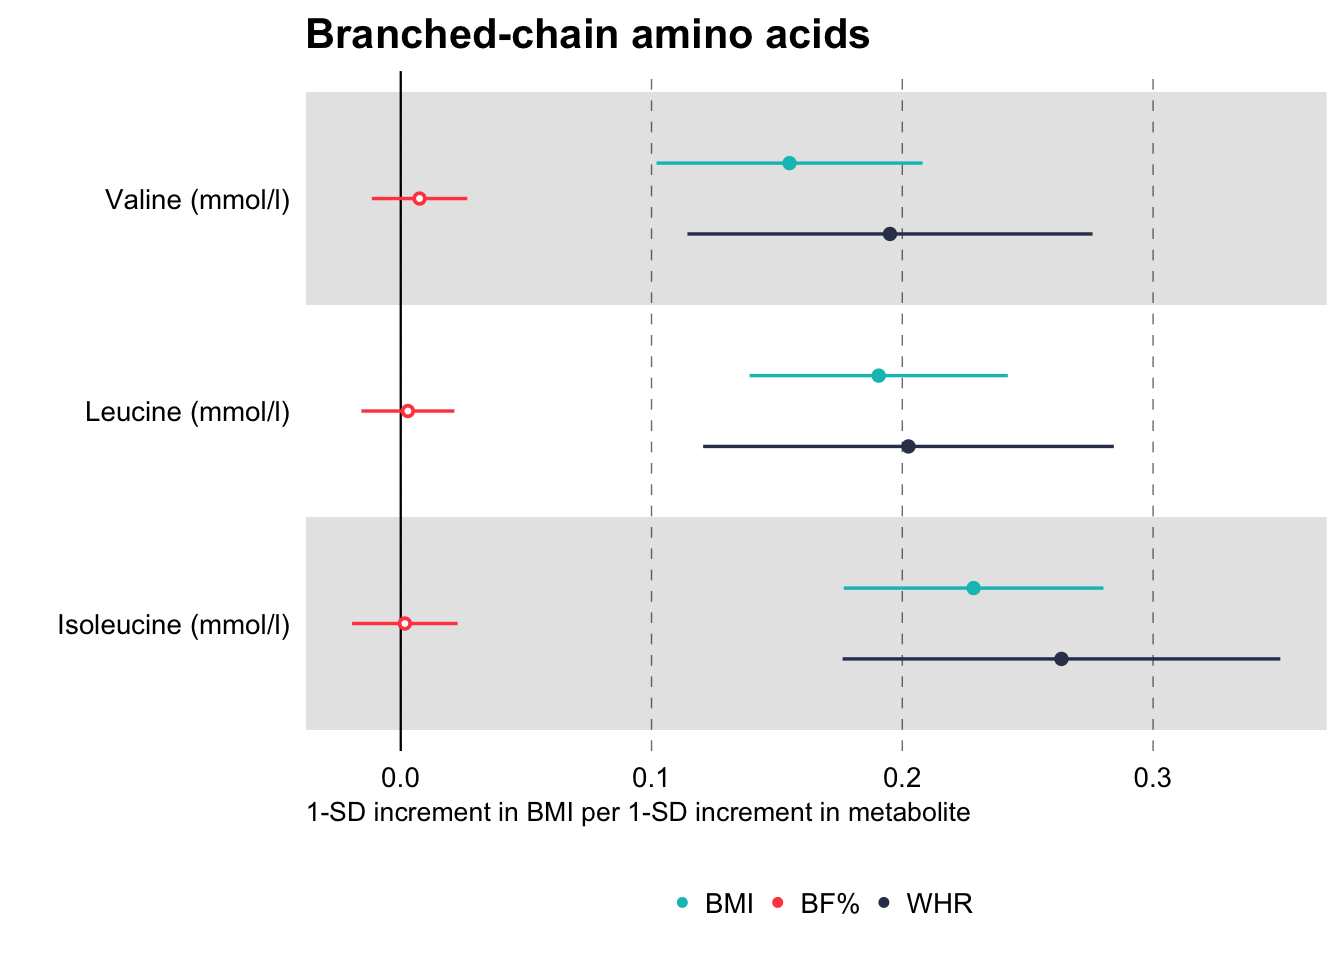 Branched-chain amino acids
Valine (mmol/l)
Leucine (mmol/l)
Isoleucine (mmol/l)
0.0 0.1 0.2 0.3
1-SD increment in BMI per 1-SD increment in metabolite
BMI BF% WHR